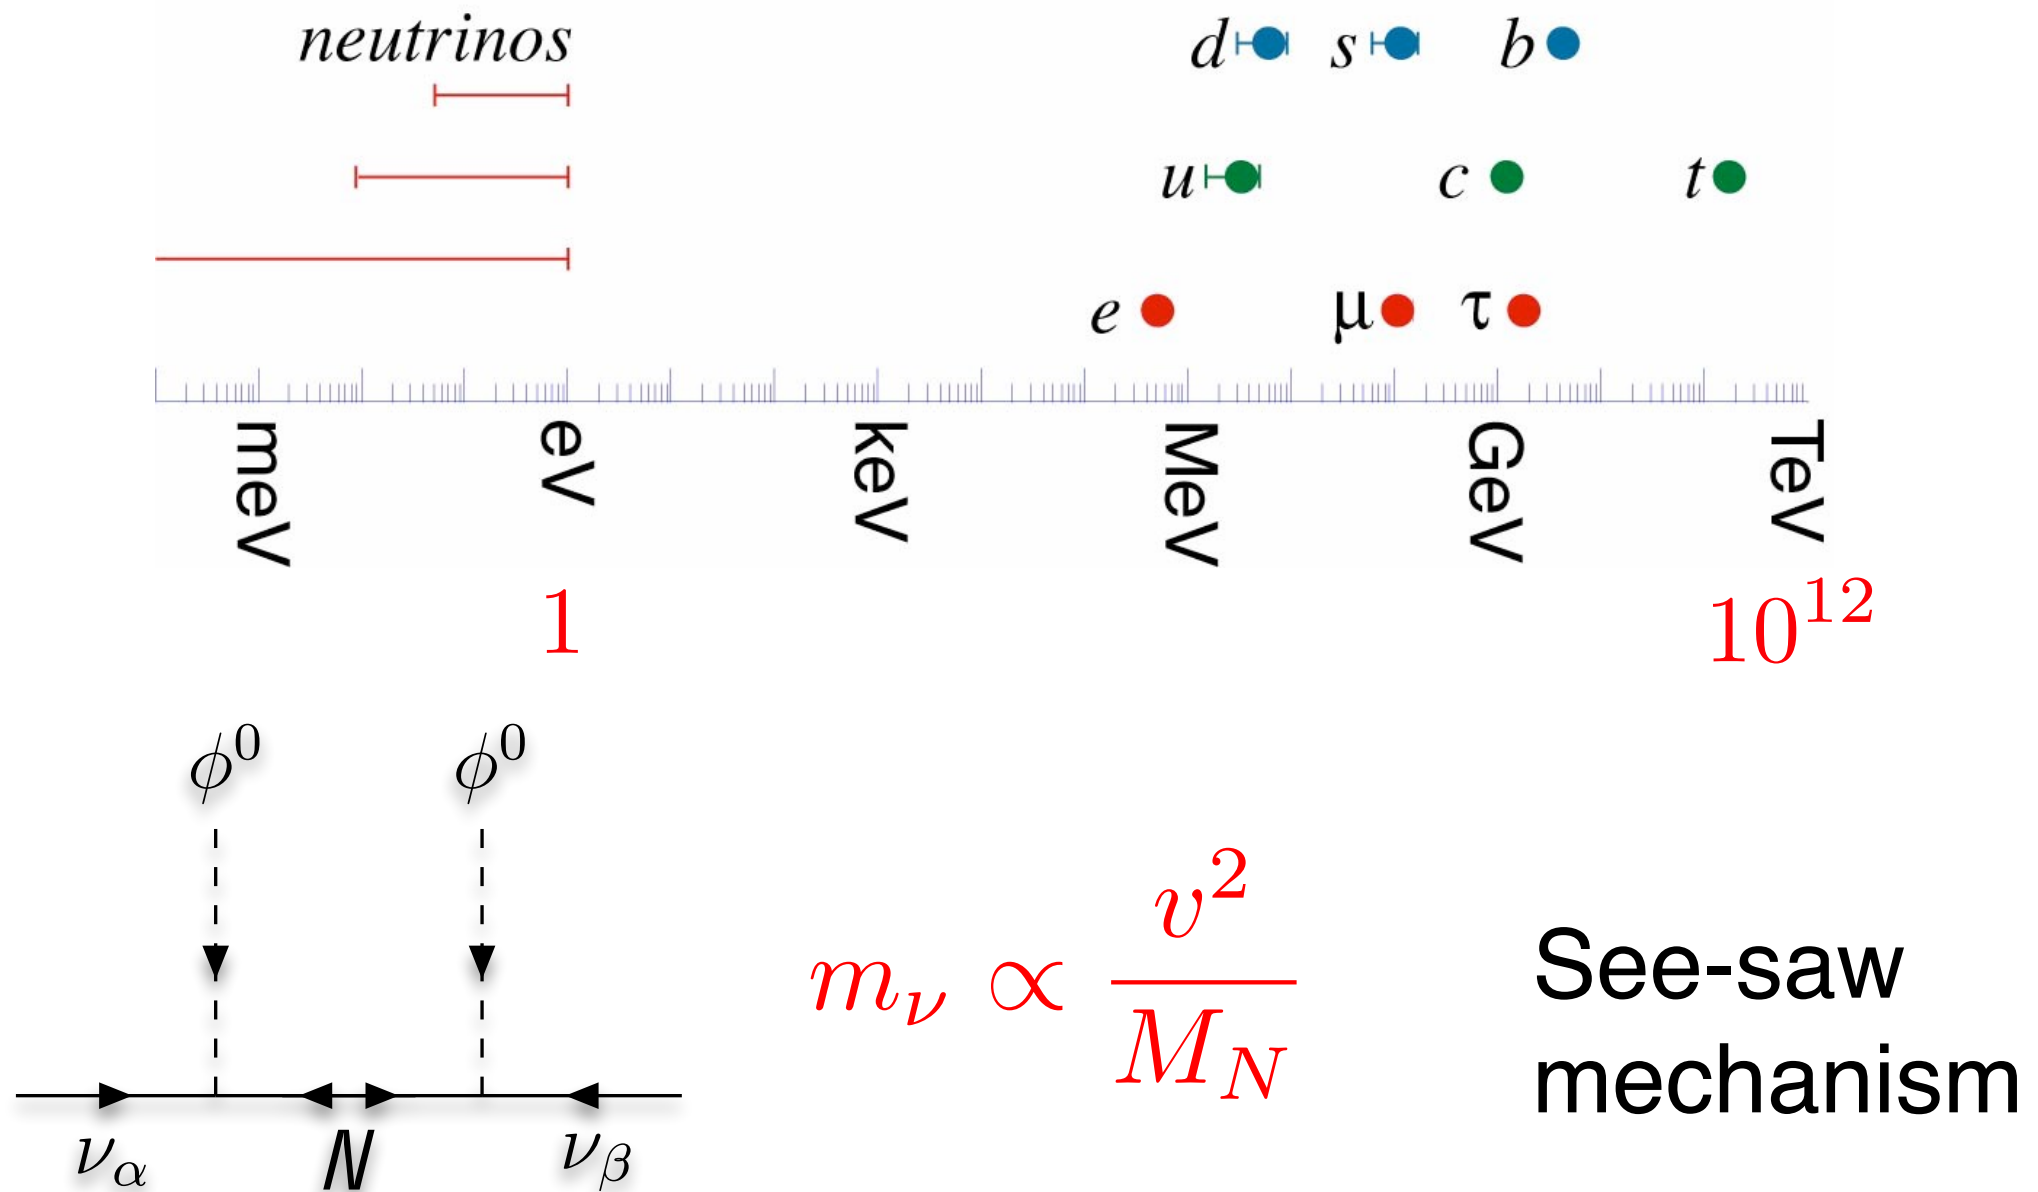 neutrinos d s b
u c t
e μ τ
meV eV keV MeV GeV TeV
1 10^12
ϕ^0 ϕ^0
m_ν ∝ v^2 / M_N
See-saw
mechanism
ν_α N ν_β